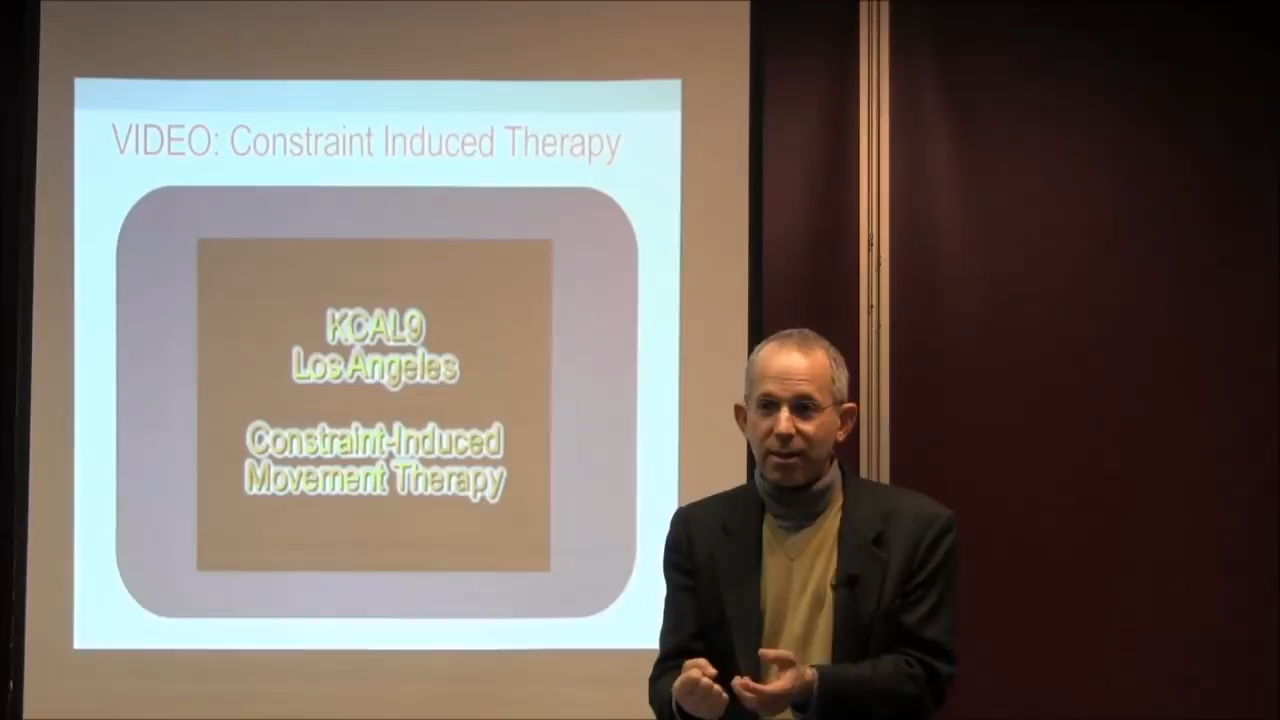 VIDEO: Constraint Induced Therapy
KCAL9
Los Angeles
Constraint-Induced
Movement Therapy